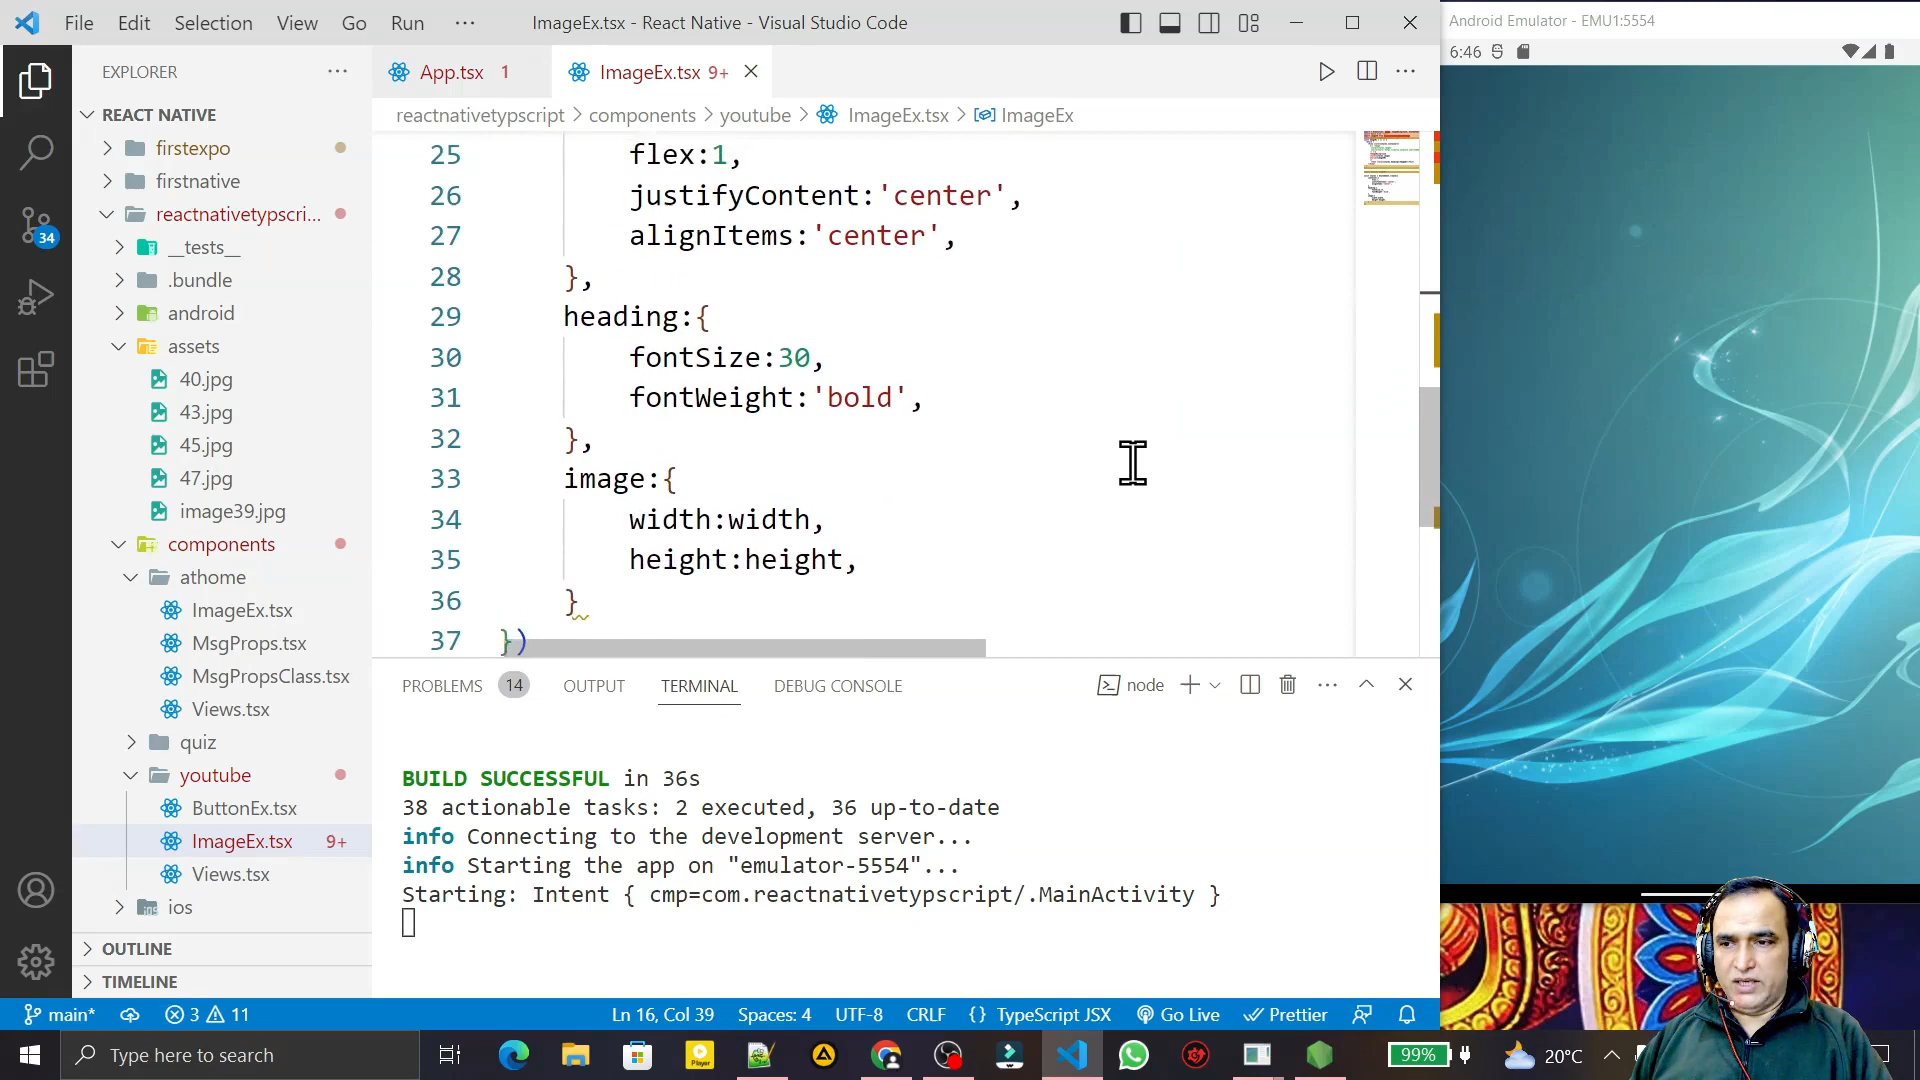 File Edit Selection View Go Run ··· ImageEx.tsx - React Native - Visual Studio Code
Android Emulator - EMU1:5554
6:46
EXPLORER ···
App.tsx 1
ImageEx.tsx 9+
REACT NATIVE
reactnativetypscript > components > youtube > ImageEx.tsx > ImageEx
firstexpo
firstnative
reactnativetypscri...
34
__tests__
.bundle
android
assets
40.jpg
43.jpg
45.jpg
47.jpg
image39.jpg
components
athome
ImageEx.tsx
MsgProps.tsx
MsgPropsClass.tsx
Views.tsx
quiz
youtube
ButtonEx.tsx
ImageEx.tsx 9+
Views.tsx
ios
OUTLINE
TIMELINE
25 flex:1,
26 justifyContent:'center',
27 alignItems:'center',
28 },
29 heading:{
30 fontSize:30,
31 fontWeight:'bold',
32 },
33 image:{
34 width:width,
35 height:height,
36 }
37 })
PROBLEMS 14 OUTPUT TERMINAL DEBUG CONSOLE node
BUILD SUCCESSFUL in 36s
38 actionable tasks: 2 executed, 36 up-to-date
info Connecting to the development server...
info Starting the app on "emulator-5554"...
Starting: Intent { cmp=com.reactnativetypscript/.MainActivity }
main* 3 11 Ln 16, Col 39 Spaces: 4 UTF-8 CRLF {} TypeScript JSX Go Live Prettier
Type here to search
Player
99%
20°C